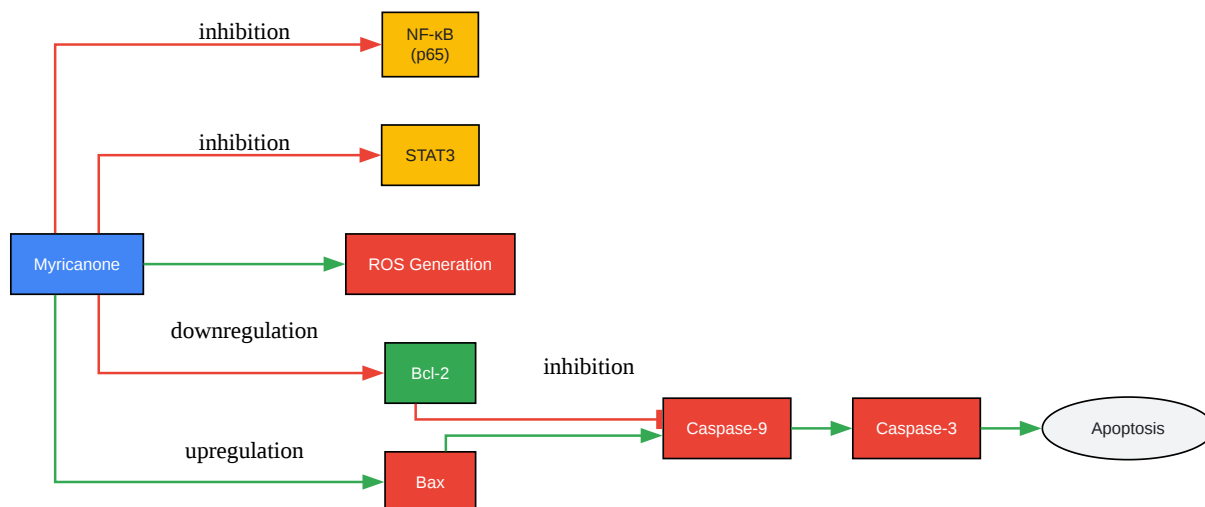 inhibition
NF-κB
(p65)
inhibition
STAT3
Myricanone
ROS Generation
downregulation
Bcl-2
inhibition
Caspase-9
Caspase-3
Apoptosis
upregulation
Bax